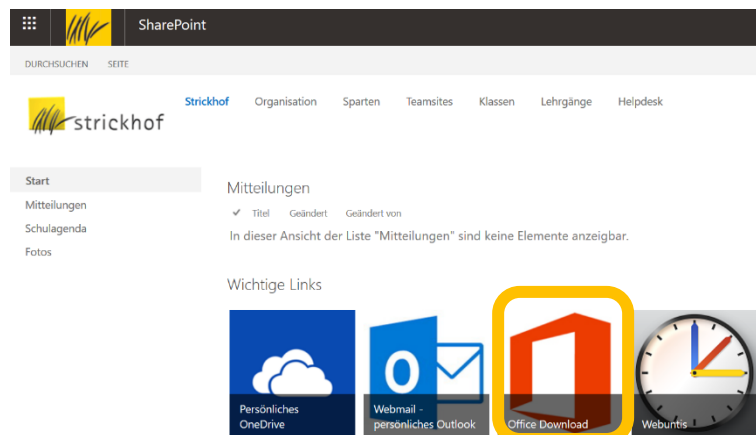 SharePoint
DURCHSUCHEN SEITE
strickhof
Strickhof Organisation Sparten Teamsites Klassen Lehrgänge Helpdesk
Start
Mitteilungen
Schulagenda
Fotos
Mitteilungen
✓ Titel Geändert Geändert von
In dieser Ansicht der Liste "Mitteilungen" sind keine Elemente anzeigbar.
Wichtige Links
Persönliches
OneDrive
O
Webmail -
persönliches Outlook
Office Download
Webuntis